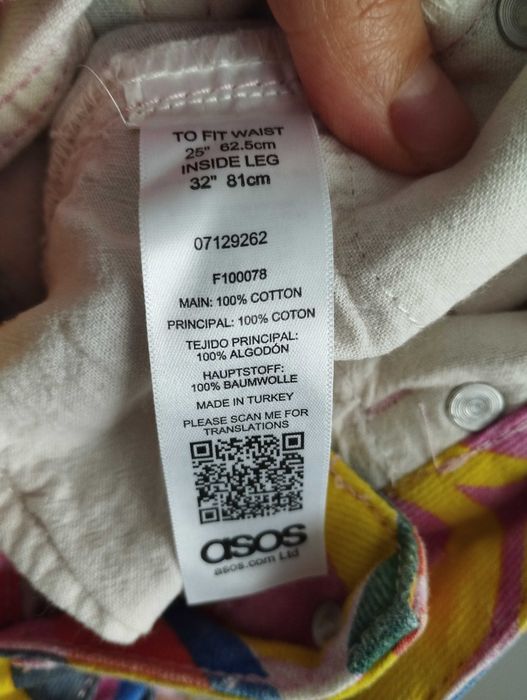 TO FIT WAIST
25" 62.5cm
INSIDE LEG
32" 81cm
07129262
F100078
MAIN: 100% COTTON
PRINCIPAL: 100% COTON
TEJIDO PRINCIPAL:
100% ALGODÓN
HAUPTSTOFF:
100% BAUMWOLLE
MADE IN TURKEY
PLEASE SCAN ME FOR
TRANSLATIONS
asos
asos.com Ltd